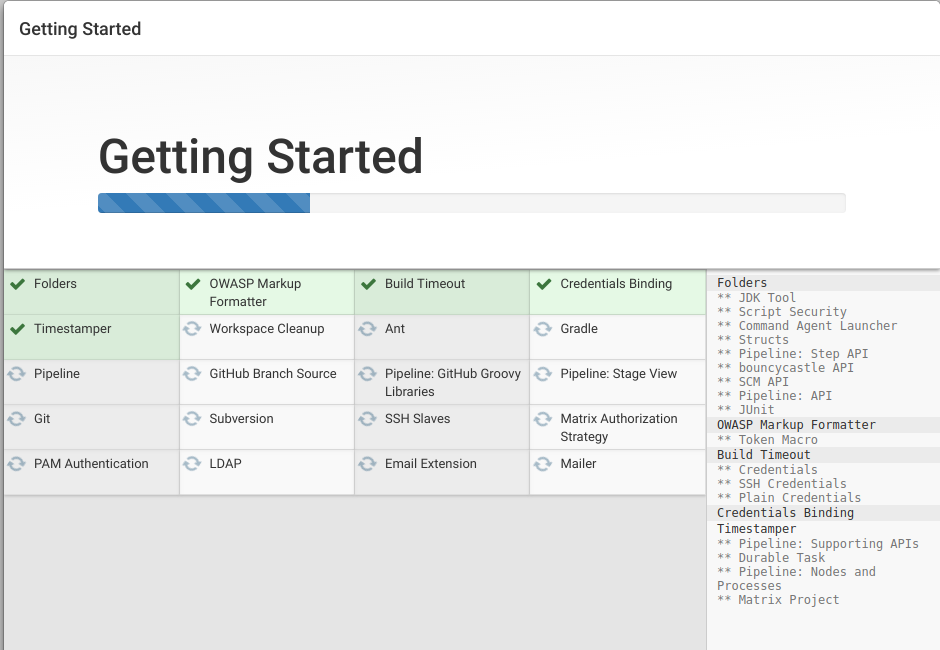 Getting Started
Getting Started
Folders
OWASP Markup
Formatter
Build Timeout
Credentials Binding
Timestamper
Workspace Cleanup
Ant
Gradle
Pipeline
GitHub Branch Source
Pipeline: GitHub Groovy
Libraries
Pipeline: Stage View
Git
Subversion
SSH Slaves
Matrix Authorization
Strategy
PAM Authentication
LDAP
Email Extension
Mailer
Folders
** JDK Tool
** Script Security
** Command Agent Launcher
** Structs
** Pipeline: Step API
** bouncycastle API
** SCM API
** Pipeline: API
** JUnit
OWASP Markup Formatter
** Token Macro
Build Timeout
** Credentials
** SSH Credentials
** Plain Credentials
Credentials Binding
Timestamper
** Pipeline: Supporting APIs
** Durable Task
** Pipeline: Nodes and
Processes
** Matrix Project